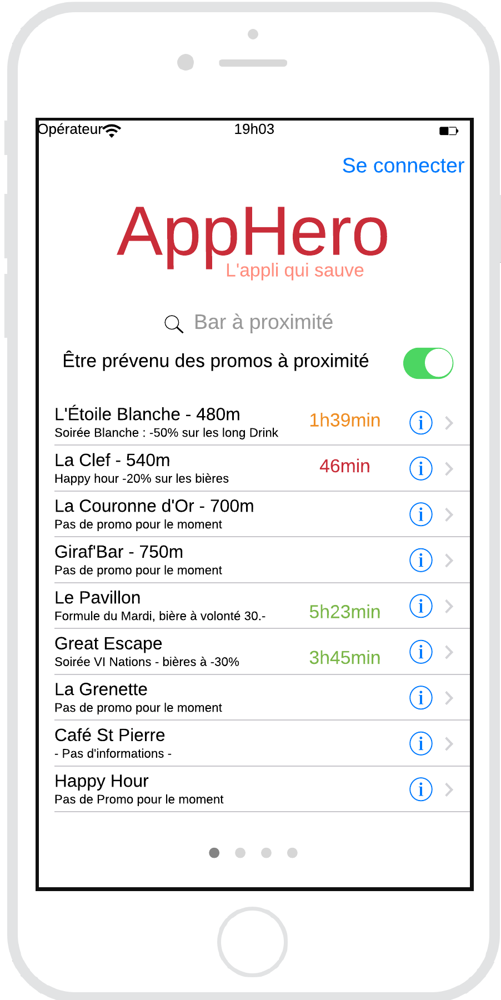 Opérateur 19h03
Se connecter
AppHero
L'appli qui sauve
Bar à proximité
Être prévenu des promos à proximité
L'Étoile Blanche - 480m
1h39min
Soirée Blanche : -50% sur les long Drink
La Clef - 540m
46min
Happy hour -20% sur les bières
La Couronne d'Or - 700m
Pas de promo pour le moment
Giraf'Bar - 750m
Pas de promo pour le moment
Le Pavillon
Formule du Mardi, bière à volonté 30.-
5h23min
Great Escape
Soirée VI Nations - bières à -30%
3h45min
La Grenette
Pas de promo pour le moment
Café St Pierre
- Pas d'informations -
Happy Hour
Pas de Promo pour le moment